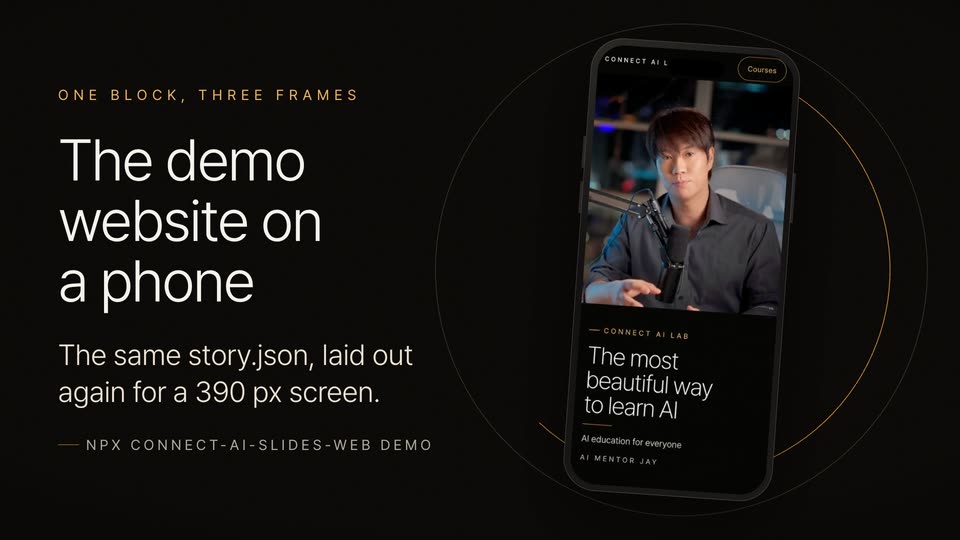 ONE BLOCK, THREE FRAMES
The demo
website on
a phone
The same story.json, laid out
again for a 390 px screen.
NPX CONNECT-AI-SLIDES-WEB DEMO
CONNECT AI L
Courses
CONNECT AI LAB
The most
beautiful way
to learn AI
AI education for everyone
AI MENTOR JAY